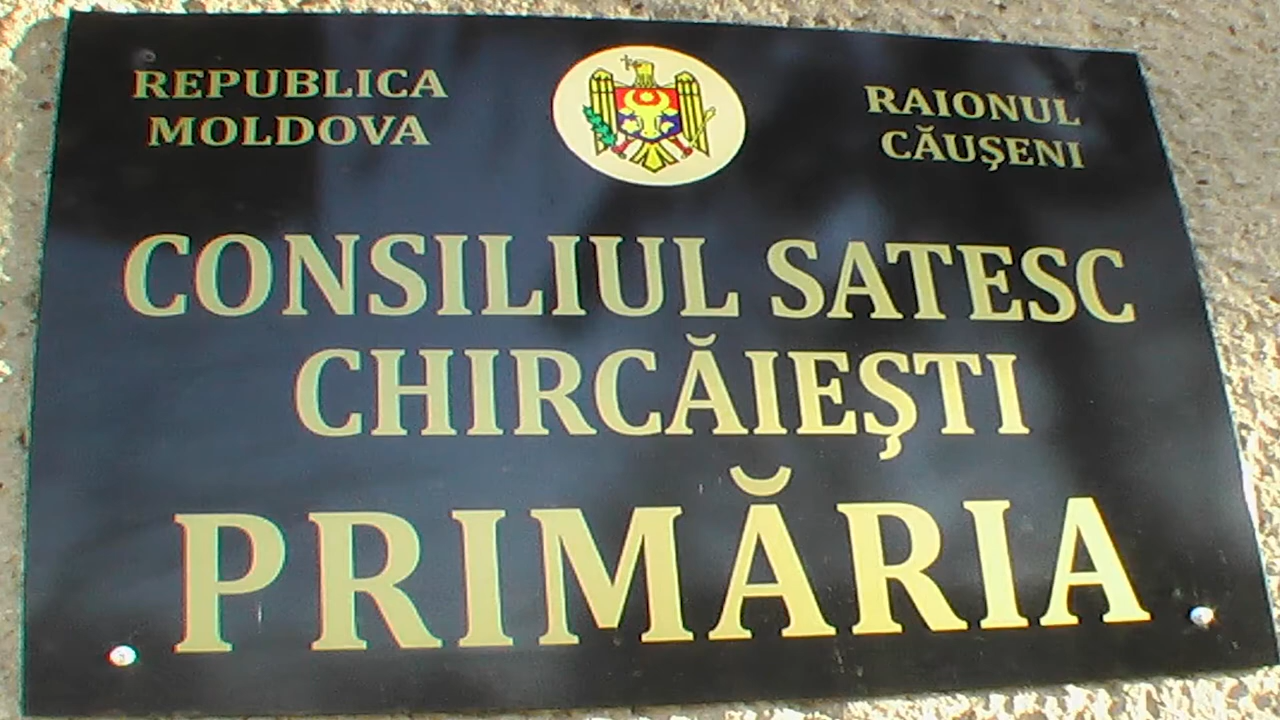 REPUBLICA
MOLDOVA
RAIONUL
CĂUŞENI
CONSILIUL SATESC
CHIRCĂIEŞTI
PRIMĂRIA